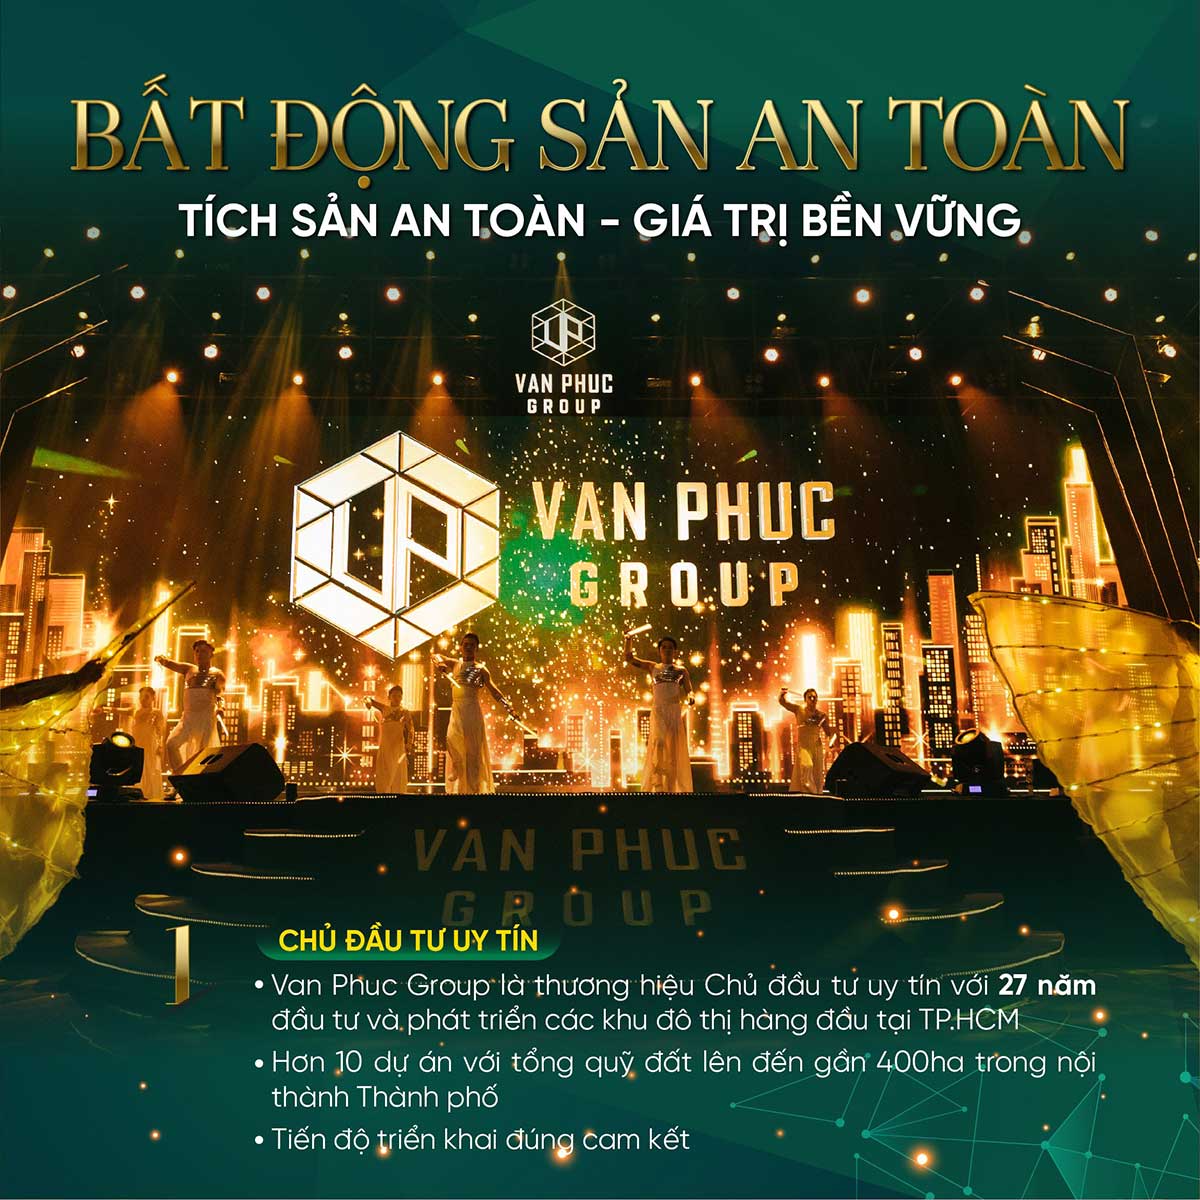 BẤT ĐỘNG SẢN AN TOÀN
TÍCH SẢN AN TOÀN - GIÁ TRỊ BỀN VỮNG
VP
VAN PHUC
GROUP
VP
VAN PHUC
GROUP
VAN PHUC
GROUP
1
CHỦ ĐẦU TƯ UY TÍN
• Van Phuc Group là thương hiệu Chủ đầu tư uy tín với 27 năm
đầu tư và phát triển các khu đô thị hàng đầu tại TP.HCM
• Hơn 10 dự án với tổng quỹ đất lên đến gần 400ha trong nội
thành Thành phố
• Tiến độ triển khai đúng cam kết